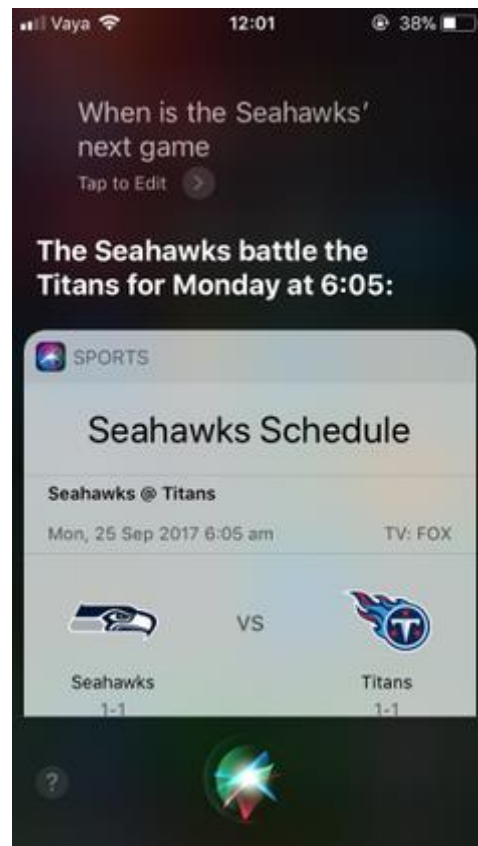 Vaya 12:01 38%
When is the Seahawks'
next game
Tap to Edit >
The Seahawks battle the
Titans for Monday at 6:05:
SPORTS
Seahawks Schedule
Seahawks @ Titans
Mon, 25 Sep 2017 6:05 am TV: FOX
VS
Seahawks Titans
1-1 1-1
?